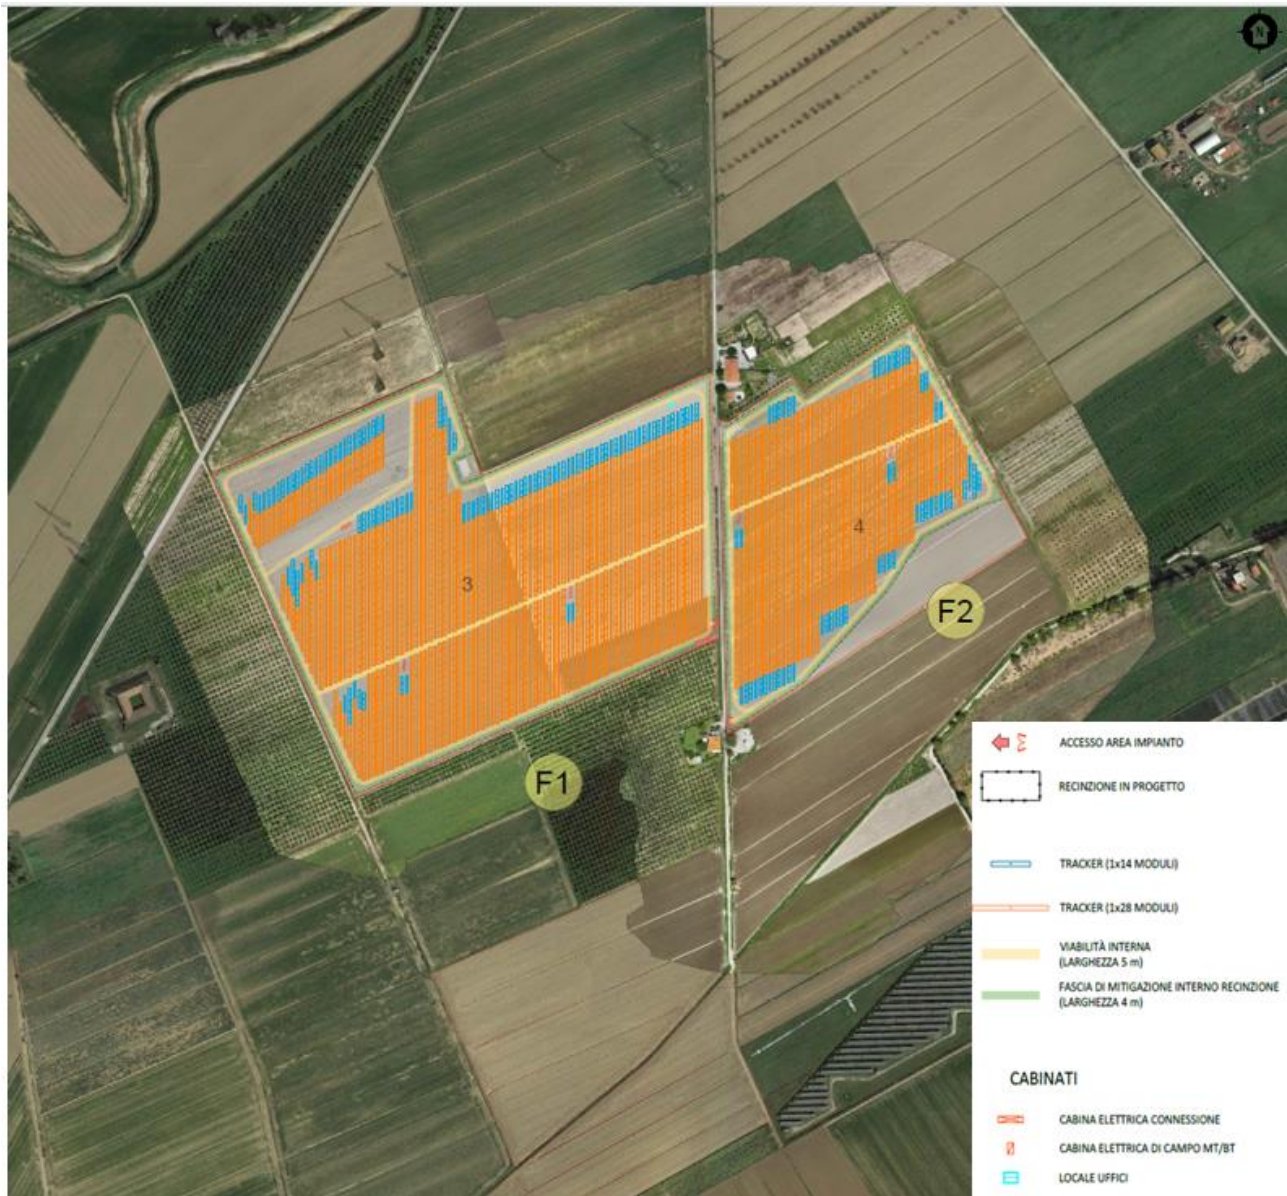 N
3
4
F2
F1
ACCESSO AREA IMPIANTO
RECINZIONE IN PROGETTO
TRACKER (1x14 MODULI)
TRACKER (1x28 MODULI)
VIABILITÀ INTERNA
(LARGHEZZA 5 m)
FASCIA DI MITIGAZIONE INTERNO RECINZIONE
(LARGHEZZA 4 m)
CABINATI
CABINA ELETTRICA CONNESSIONE
CABINA ELETTRICA DI CAMPO MT/BT
LOCALE UFFICI